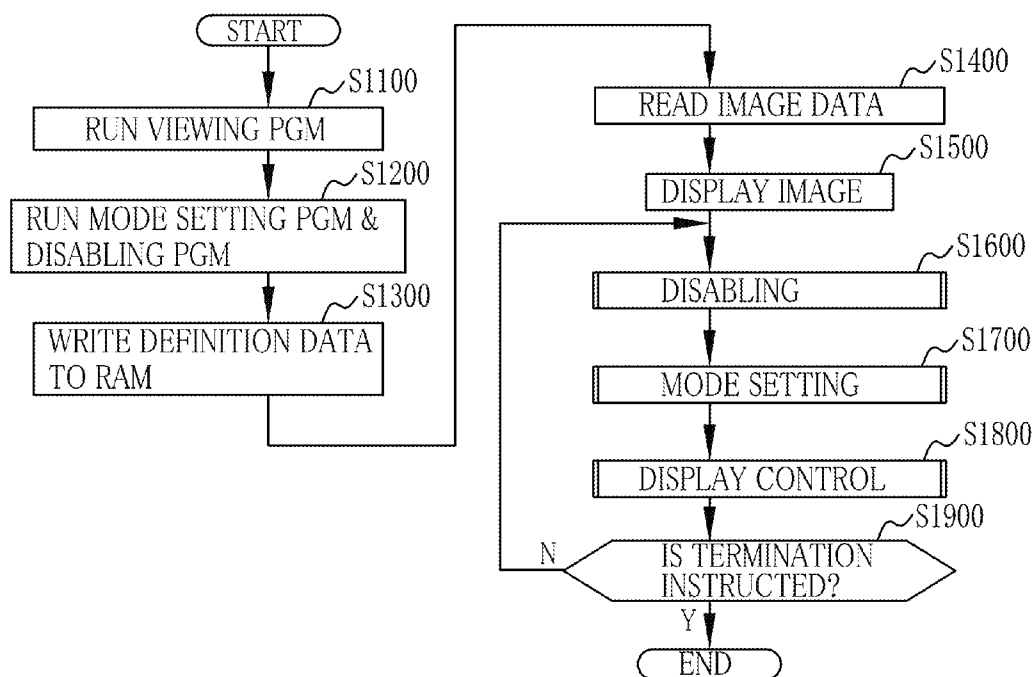 START
S1100
RUN VIEWING PGM
S1200
RUN MODE SETTING PGM &
DISABLING PGM
S1300
WRITE DEFINITION DATA
TO RAM
S1400
READ IMAGE DATA
S1500
DISPLAY IMAGE
S1600
DISABLING
S1700
MODE SETTING
S1800
DISPLAY CONTROL
S1900
IS TERMINATION
INSTRUCTED?
N
Y
END